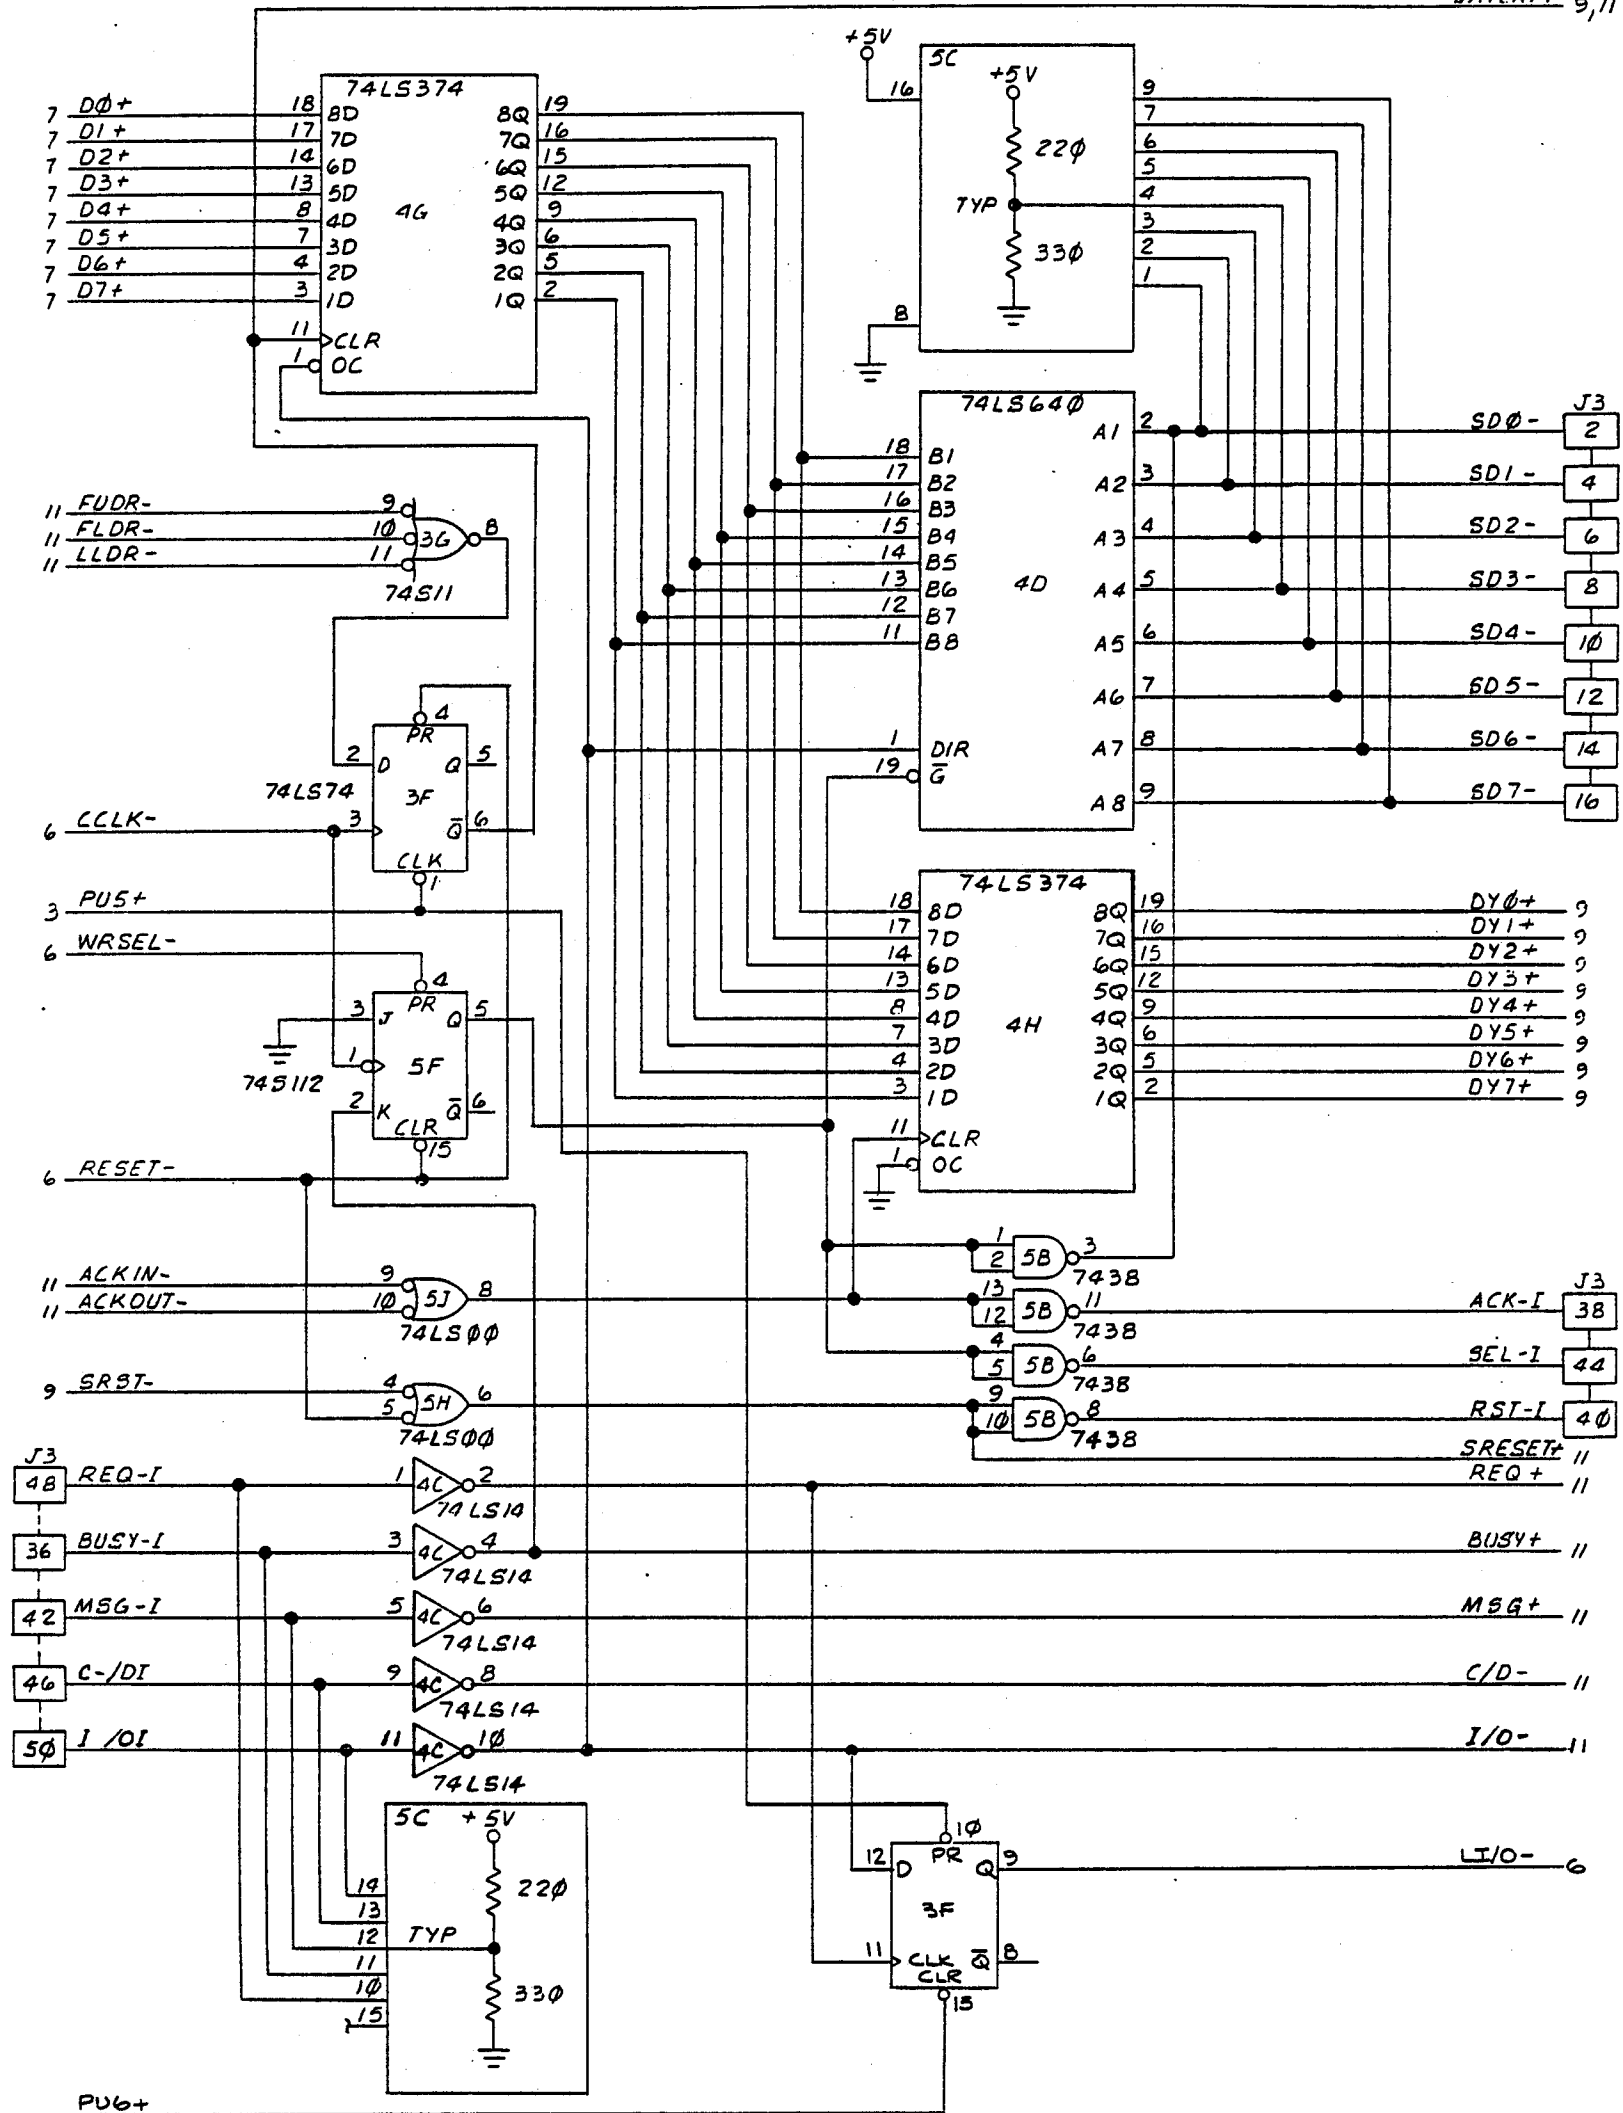 9,11
+5V
5C
+5V
16
9
7
6
5
4
3
2
1
22Ø
TYP
33Ø
8
74LS374
7 DØ+ 18 8D 8Q 19
7 D1+ 17 7D 7Q 16
7 D2+ 14 6D 6Q 15
7 D3+ 13 5D 5Q 12
7 D4+ 8 4D 4G 4Q 9
7 D5+ 7 3D 3Q 6
7 D6+ 4 2D 2Q 5
7 D7+ 3 1D 1Q 2
11 CLR
1 OC
74LS64Ø
J3
A1 2 SDØ- 2
18 B1
17 B2 A2 3 SD1- 4
16 B3
15 B4 A3 4 SD2- 6
14 B5
13 B6 4D A4 5 SD3- 8
12 B7
11 B8 A5 6 SD4- 1Ø
A6 7 SD5- 12
1 DIR A7 8 SD6- 14
19 G
A8 9 SD7- 16
11 FUDR- 9
11 FLDR- 1Ø 3G 8
11 LLDR- 11
74S11
4
PR
2 D Q 5
74LS74 3F
6 CCLK- 3 Q 6
CLK
1
3 PU5+
6 WRSEL-
4
PR
3 J Q 5
1 5F
74S112
2 K Q 6
CLR
15
6 RESET-
74LS374
18 8D 8Q 19 DYØ+ 9
17 7D 7Q 16 DY1+ 9
14 6D 6Q 15 DY2+ 9
13 5D 5Q 12 DY3+ 9
8 4D 4H 4Q 9 DY4+ 9
7 3D 3Q 6 DY5+ 9
4 2D 2Q 5 DY6+ 9
3 1D 1Q 2 DY7+ 9
11 CLR
1 OC
1 2 5B 3
7438
11 ACKIN- 9
11 ACKOUT- 1Ø 5J 8
74LSØØ
13 12 5B 11 ACK-I J3 38
7438
4 5 5B 6 SEL-I 44
7438
9 SRST- 4 5 5H 6
74LSØØ
9 1Ø 5B 8 RST-I 4Ø
7438
SRESET+ 11
J3
48 REQ-I 1 4C 2 REQ+ 11
74LS14
36 BUSY-I 3 4C 4 BUSY+ 11
74LS14
42 MSG-I 5 4C 6 MSG+ 11
74LS14
46 C-/DI 9 4C 8 C/D- 11
74LS14
5Ø I /OI 11 4C 1Ø I/O- 11
74LS14
5C +5V
14
13
12 TYP
11
1Ø
15
22Ø
33Ø
1Ø
PR
12 D Q 9 LI/O- 6
3F
11 CLK Q 8
CLR
13
PU6+